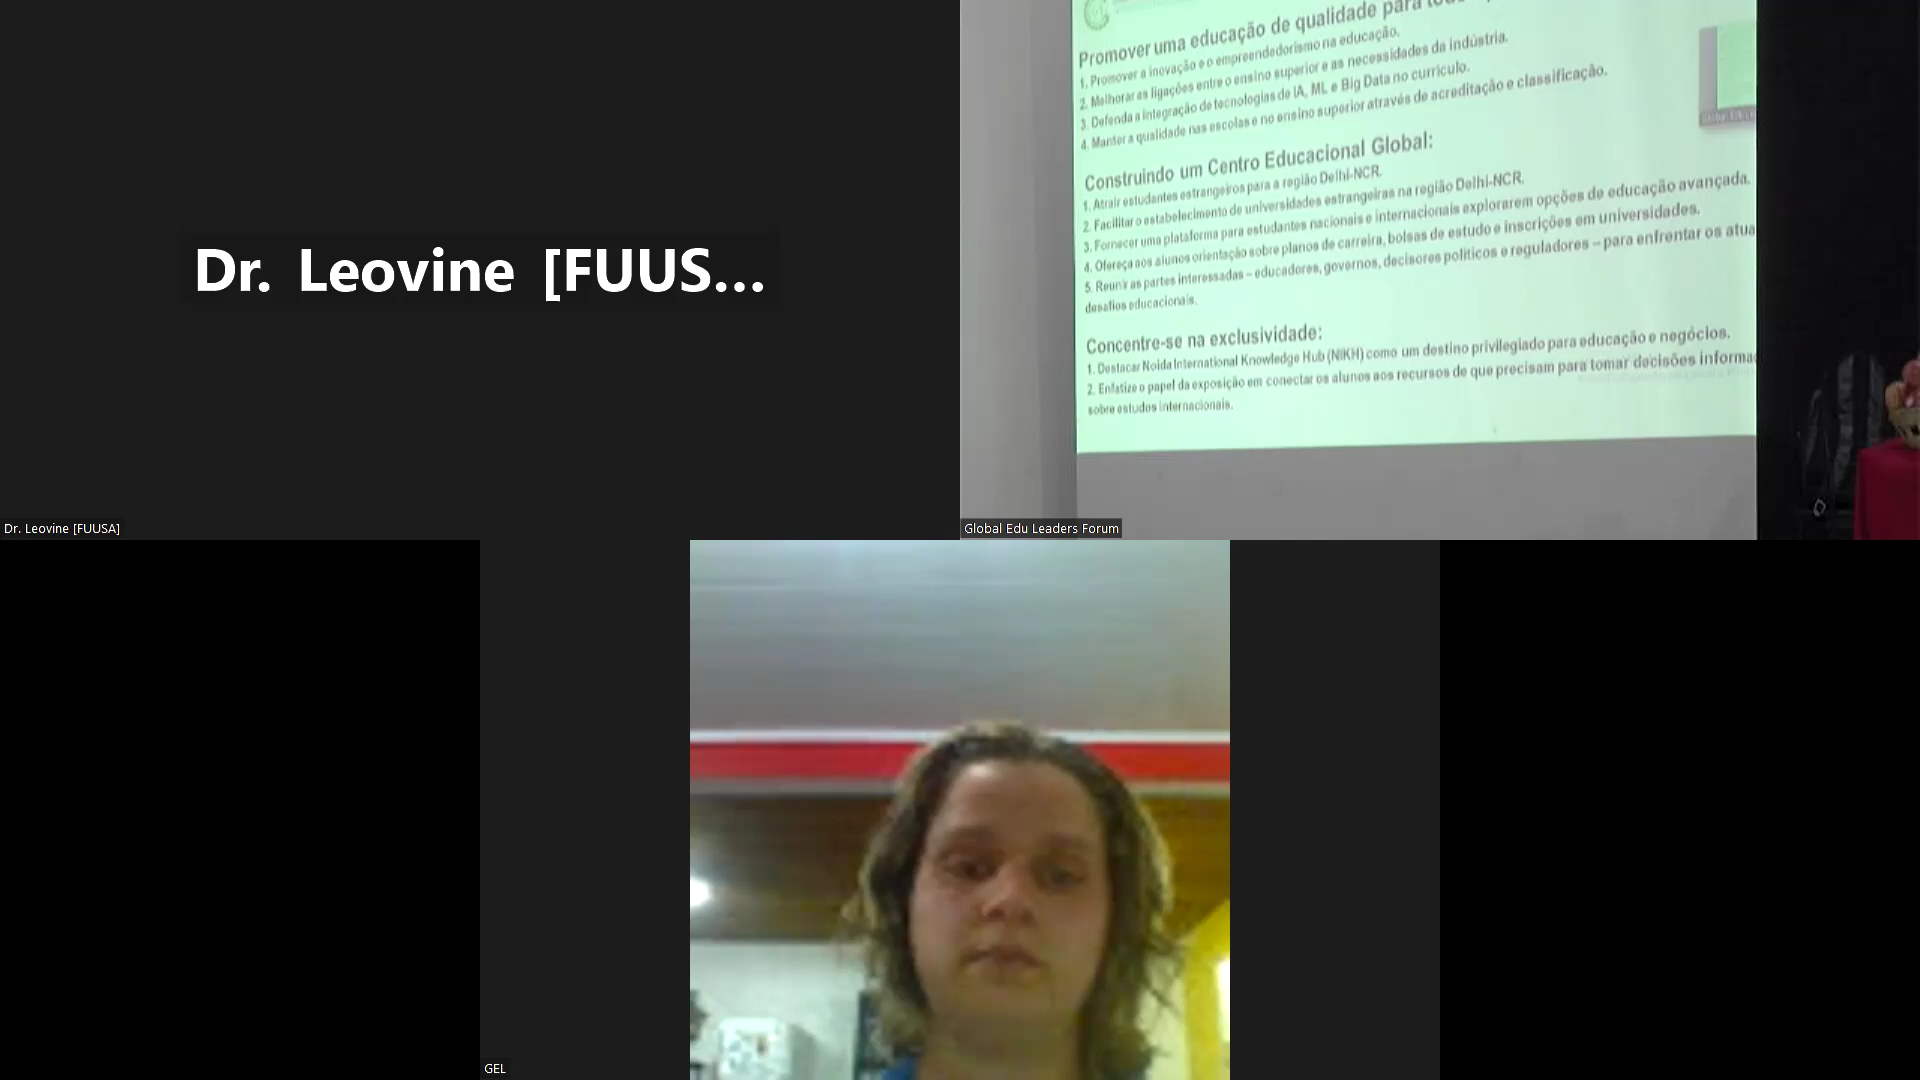 Dr. Leovine [FUUS...
Dr. Leovine [FUUSA]
Promover uma educação de qualidade para
1. Promover a inovação e o empreendedorismo na educação.
2. Melhorar as ligações entre o ensino superior e as necessidades da indústria.
3. Defenda a integração de tecnologias de IA, ML e Big Data no currículo.
4. Manter a qualidade nas escolas e no ensino superior através de acreditação e classificação.
Construindo um Centro Educacional Global:
1. Atrair estudantes estrangeiros para a região Delhi-NCR.
2. Facilitar o estabelecimento de universidades estrangeiras na região Delhi-NCR.
3. Fornecer uma plataforma para estudantes nacionais e internacionais explorarem opções de educação avançada.
4. Ofereça aos alunos orientação sobre planos de carreira, bolsas de estudo e inscrições em universidades.
5. Reunir as partes interessadas – educadores, governos, decisores políticos e reguladores – para enfrentar os atua
desafios educacionais.
Concentre-se na exclusividade:
1. Destacar Noida International Knowledge Hub (NIKH) como um destino privilegiado para educação e negócios.
2. Enfatize o papel da exposição em conectar os alunos aos recursos de que precisam para tomar decisões informa
sobre estudos internacionais.
Global Edu Leaders Forum
GEL